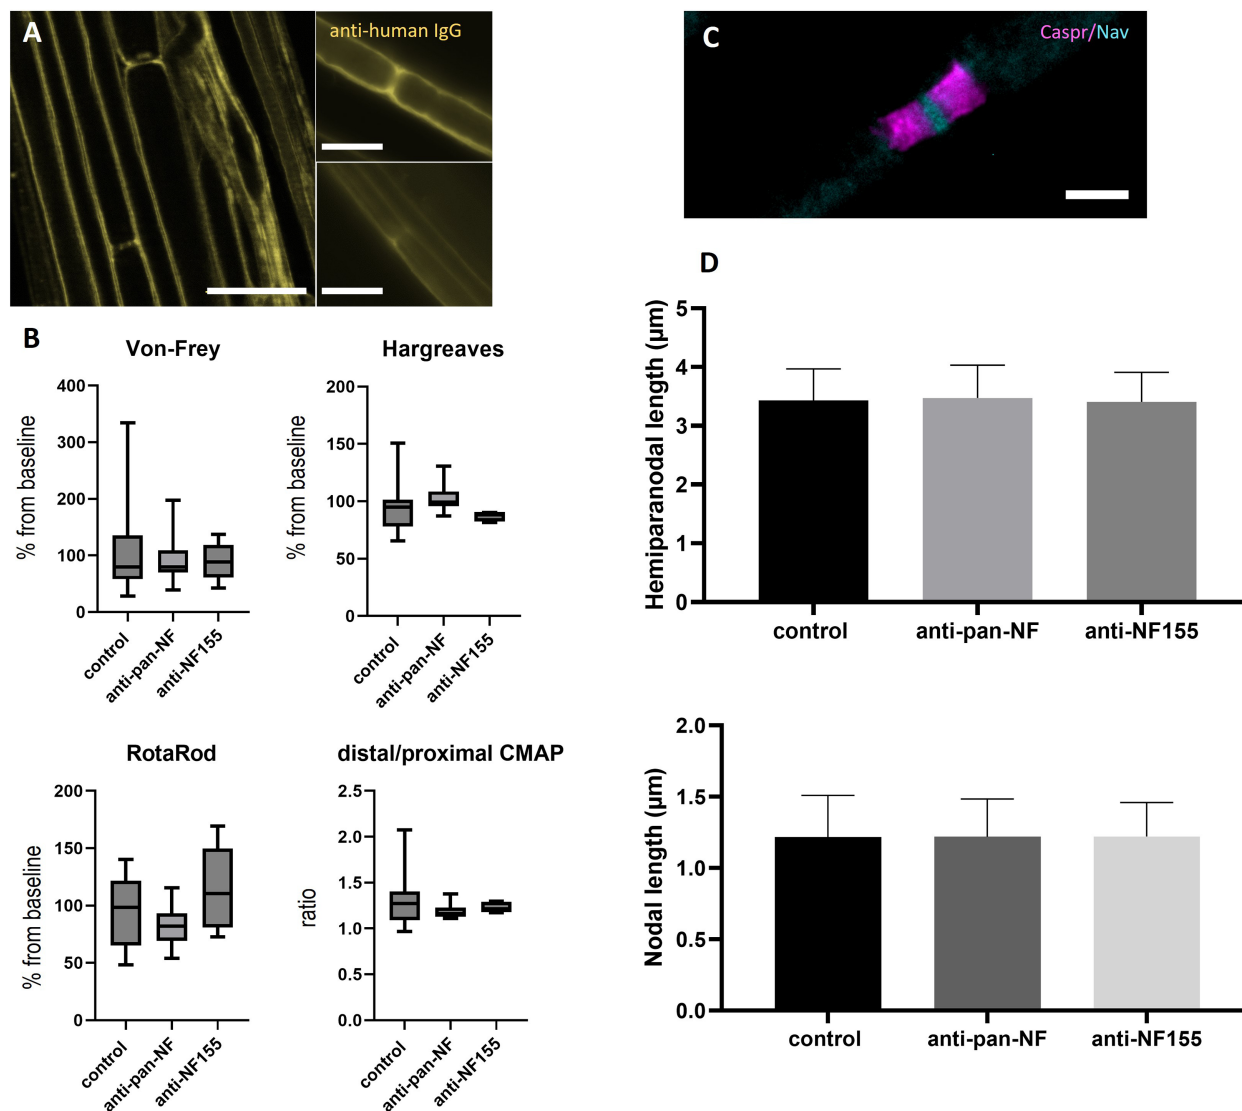 A
anti-human IgG
C
Caspr/Nav
B
Von-Frey
% from baseline
400
300
200
100
0
control
anti-pan-NF
anti-NF155
Hargreaves
% from baseline
200
150
100
50
0
control
anti-pan-NF
anti-NF155
RotaRod
% from baseline
200
150
100
50
0
control
anti-pan-NF
anti-NF155
distal/proximal CMAP
ratio
2.5
2.0
1.5
1.0
0.5
0.0
control
anti-pan-NF
anti-NF155
D
Hemiparanodal length (µm)
5
4
3
2
1
0
control
anti-pan-NF
anti-NF155
Nodal length (µm)
2.0
1.5
1.0
0.5
0.0
control
anti-pan-NF
anti-NF155